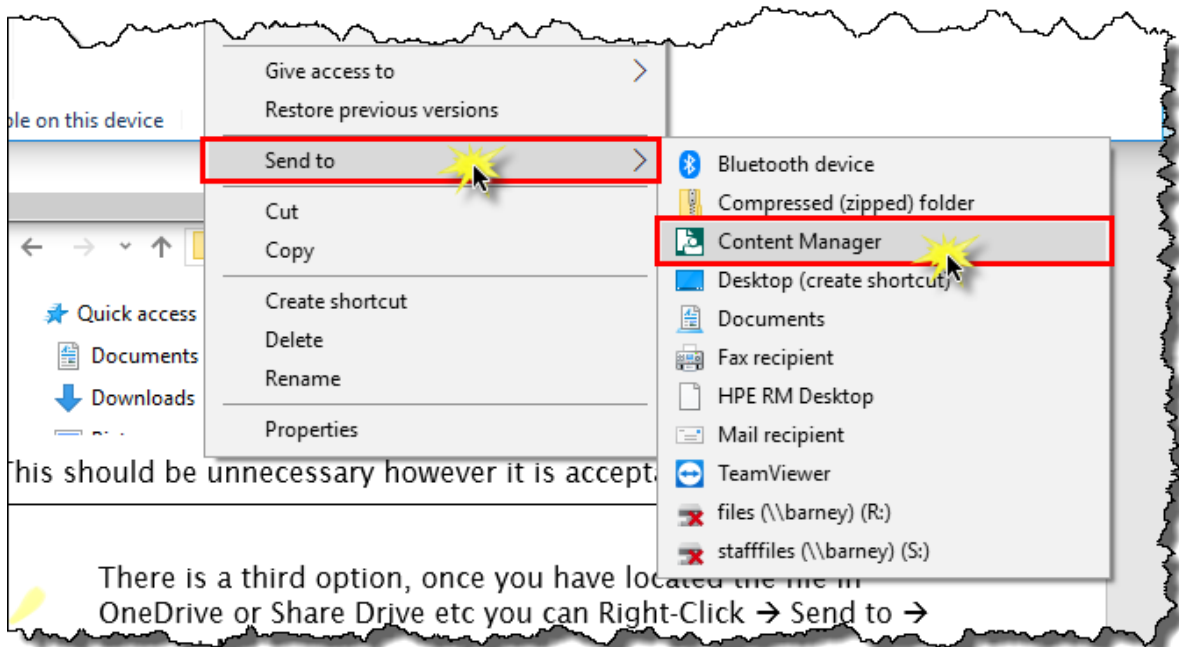 Give access to
Restore previous versions
ble on this device
Send to
Cut
Copy
Create shortcut
Delete
Rename
Properties
Bluetooth device
Compressed (zipped) folder
Content Manager
Desktop (create shortcut)
Documents
Fax recipient
HPE RM Desktop
Mail recipient
TeamViewer
files (\\barney) (R:)
stafffiles (\\barney) (S:)
Quick access
Documents
Downloads
This should be unnecessary however it is accepta
There is a third option, once you have located the file in
OneDrive or Share Drive etc you can Right-Click → Send to →